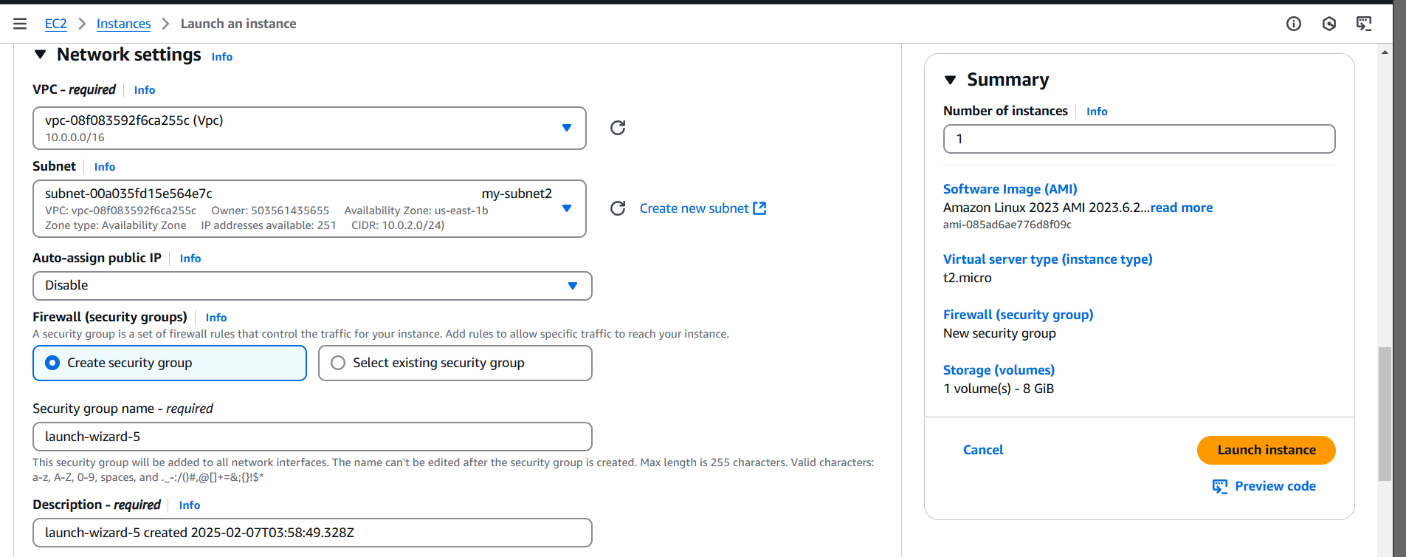 EC2 > Instances > Launch an instance
Network settings Info
VPC - required Info
vpc-08f083592f6ca255c (Vpc)
10.0.0.0/16
Subnet Info
subnet-00a035fd15e564e7c my-subnet2
VPC: vpc-08f083592f6ca255c Owner: 503561435655 Availability Zone: us-east-1b
Zone type: Availability Zone IP addresses available: 251 CIDR: 10.0.2.0/24)
Create new subnet
Auto-assign public IP Info
Disable
Firewall (security groups) Info
A security group is a set of firewall rules that control the traffic for your instance. Add rules to allow specific traffic to reach your instance.
Create security group
Select existing security group
Security group name - required
launch-wizard-5
This security group will be added to all network interfaces. The name can't be edited after the security group is created. Max length is 255 characters. Valid characters:
a-z, A-Z, 0-9, spaces, and ._-:/()#,@[]+=&;{}!$*
Description - required Info
launch-wizard-5 created 2025-02-07T03:58:49.328Z
Summary
Number of instances Info
1
Software Image (AMI)
Amazon Linux 2023 AMI 2023.6.2...read more
ami-085ad6ae776d8f09c
Virtual server type (instance type)
t2.micro
Firewall (security group)
New security group
Storage (volumes)
1 volume(s) - 8 GiB
Cancel
Launch instance
Preview code